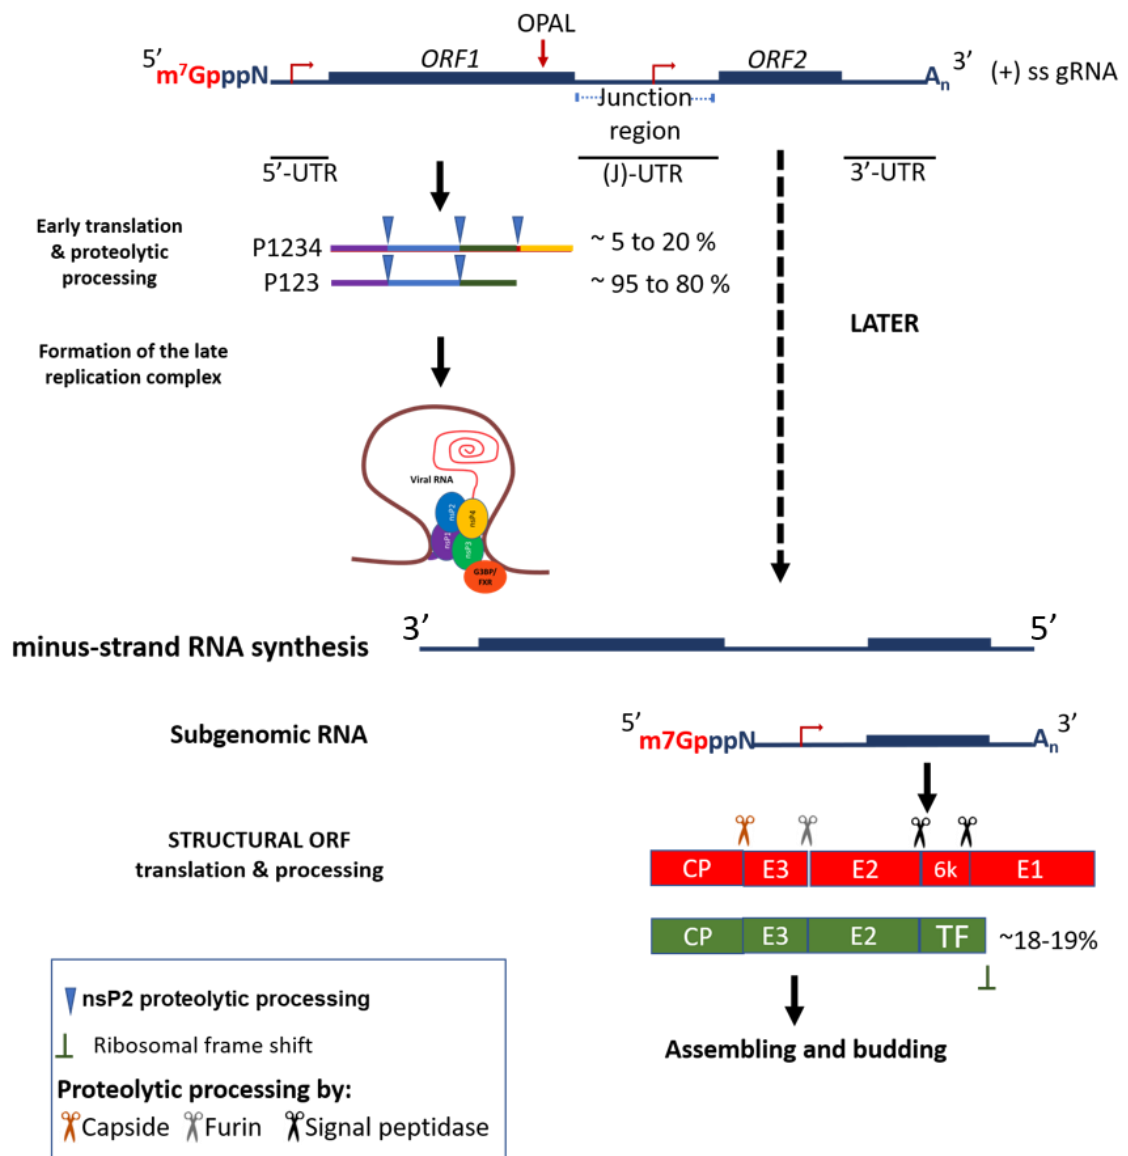 OPAL
5’
ORF1
ORF2
3’
m⁷GpppN
Aₙ
(+) ss gRNA
Junction
region
5’-UTR
(J)-UTR
3’-UTR
Early translation
& proteolytic
processing
P1234
~ 5 to 20 %
P123
~ 95 to 80 %
LATER
Formation of the late
replication complex
Viral RNA
nsP2
nsP4
nsP1
nsP3
G3BP/
FXR
3’
5’
minus-strand RNA synthesis
5’
3’
Subgenomic RNA
m7GpppN
Aₙ
STRUCTURAL ORF
translation & processing
CP
E3
E2
6k
E1
CP
E3
E2
TF
~18-19%
nsP2 proteolytic processing
Ribosomal frame shift
Proteolytic processing by:
Capside
Furin
Signal peptidase
Assembling and budding